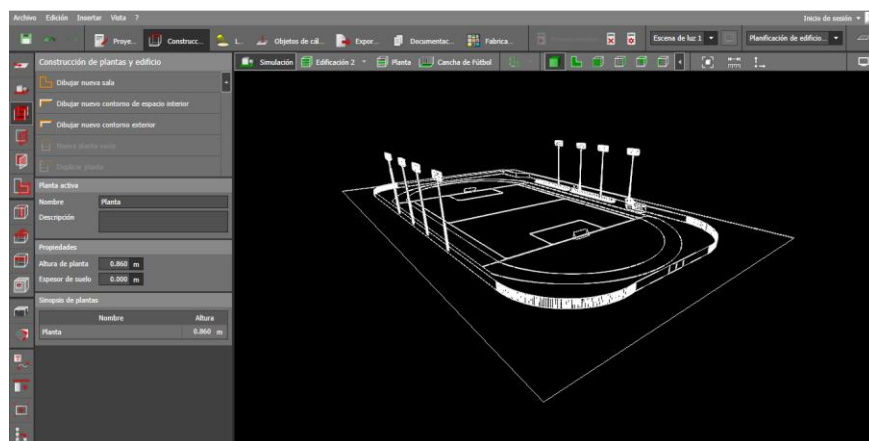 Archivo Edición Insertar Vista ?
Inicio de sesión
Proye... Construcc... L... Objetos de cál... Expor... Documentac... Fabrica... Escena de luz 1 Planificación de edificio...
Construcción de plantas y edificio
Simulación Edificación 2 Planta Cancha de Fútbol
Dibujar nueva sala
Dibujar nuevo contorno de espacio interior
Dibujar nuevo contorno exterior
Nueva planta vacía
Duplicar planta
Planta activa
Nombre Planta
Descripción
Propiedades
Altura de planta 0.860 m
Espesor de suelo 0.000 m
Sinopsis de plantas
Nombre Altura
Planta 0.860 m